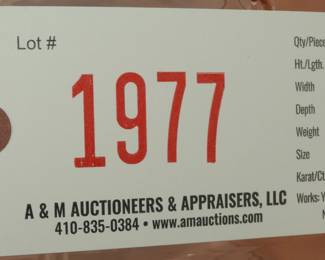 Lot #
1977
A & M AUCTIONEERS & APPRAISERS, LLC
410-835-0384 • www.amauctions.com
Qty/Piece
Ht./Lgth.
Width
Depth
Weight
Size
Karat/Ct
Works: Y
N